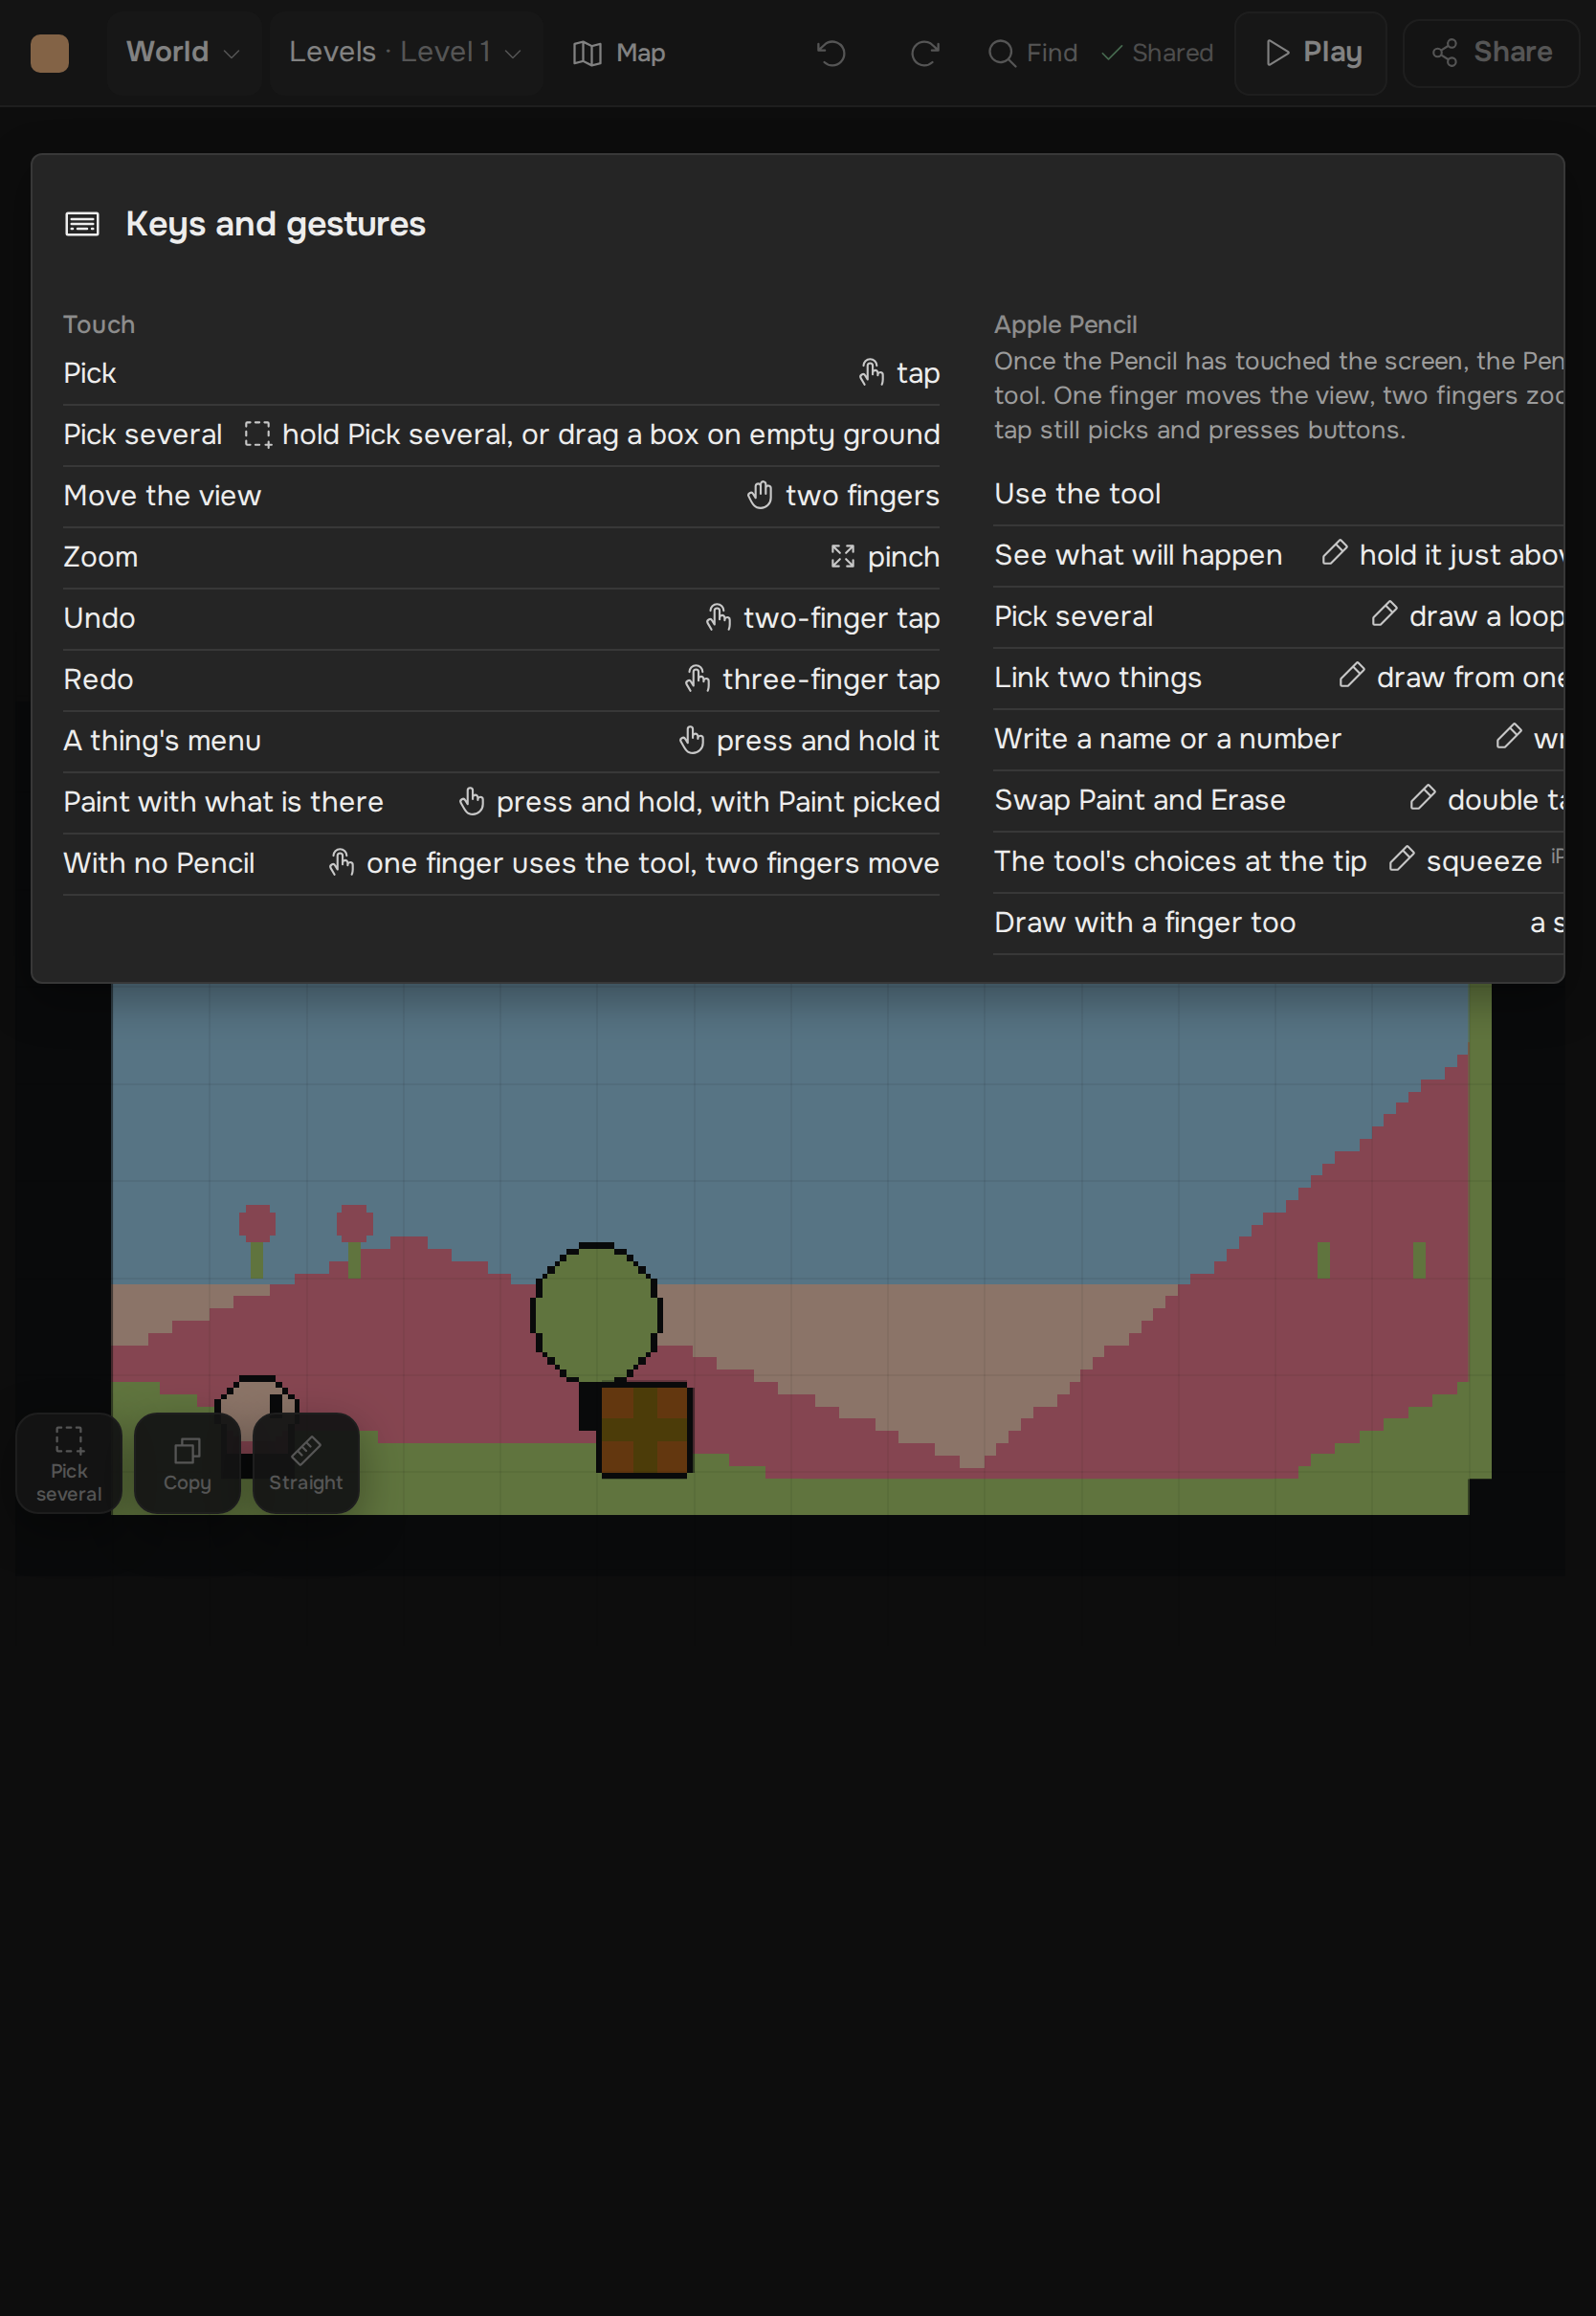 World
Levels · Level 1
Map
Find
Shared
Play
Share
Keys and gestures
Touch
Pick tap
Pick several hold Pick several, or drag a box on empty ground
Move the view two fingers
Zoom pinch
Undo two-finger tap
Redo three-finger tap
A thing's menu press and hold it
Paint with what is there press and hold, with Paint picked
With no Pencil one finger uses the tool, two fingers move
Apple Pencil
Once the Pencil has touched the screen, the
tool. One finger moves the view, two fingers
tap still picks and presses buttons.
Use the tool
See what will happen hold it just
Pick several draw a loop
Link two things draw from one
Write a name or a number
Swap Paint and Erase double
The tool's choices at the tip squeeze
Draw with a finger too a
Pick
several
Copy
Straight